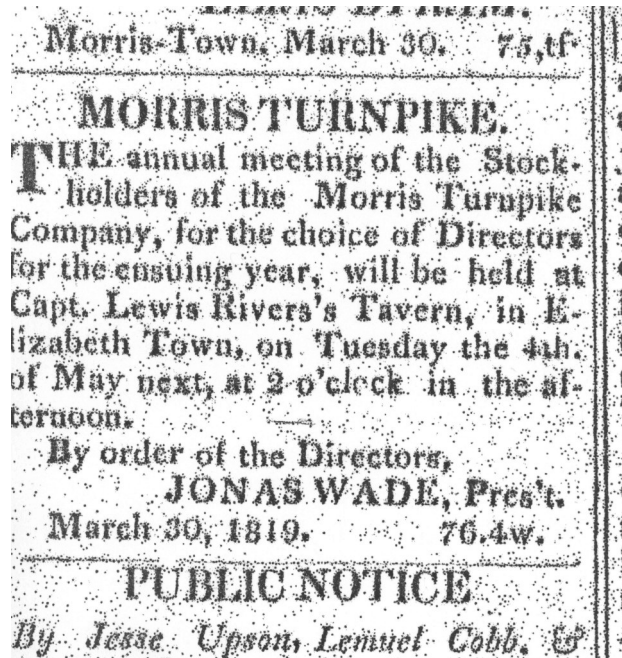 Morris-Town, March 30. 75,tf
MORRIS TURNPIKE.
THE annual meeting of the Stock-
holders of the Morris Turnpike
Company, for the choice of Directors
for the ensuing year, will be held at
Capt. Lewis Rivers's Tavern, in E-
lizabeth Town, on Tuesday the 4th.
of May next, at 2 o'clock in the af-
ternoon.
By order of the Directors,
JONAS WADE, Pres't.
March 30, 1819. 76.4w.
PUBLIC NOTICE
By Jesse Upson, Lemuel Cobb, &